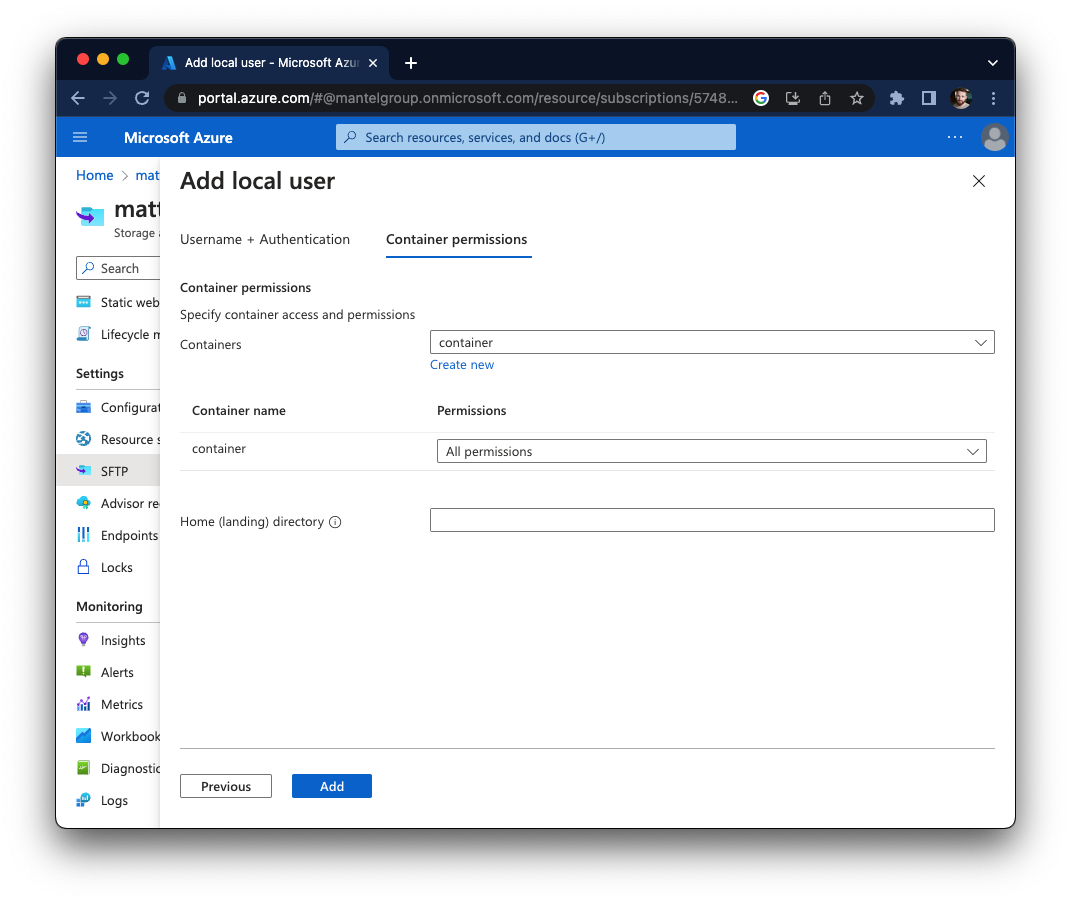 Add local user - Microsoft Azu
portal.azure.com/#@mantelgroup.onmicrosoft.com/resource/subscriptions/5748...
Microsoft Azure
Search resources, services, and docs (G+/)
Home > mat
matt
Storage a
Search
Static web
Lifecycle m
Settings
Configurat
Resource s
SFTP
Advisor re
Endpoints
Locks
Monitoring
Insights
Alerts
Metrics
Workbook
Diagnostic
Logs
Add local user
Username + Authentication
Container permissions
Container permissions
Specify container access and permissions
Containers
container
Create new
Container name
Permissions
container
All permissions
Home (landing) directory
Previous
Add